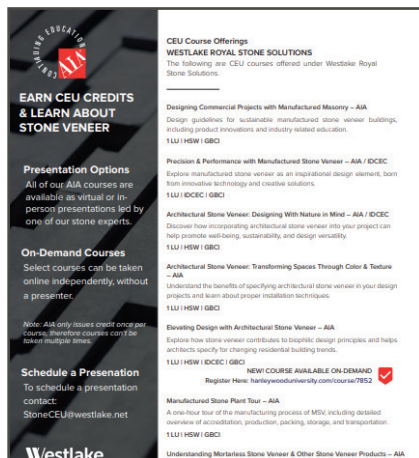 CONTINUING EDUCATION
AIA
EARN CEU CREDITS
& LEARN ABOUT
STONE VENEER
Presentation Options
All of our AIA courses are
available as virtual or in-
person presentations led by
one of our stone experts.
On-Demand Courses
Select courses can be taken
online independently, without
a presenter.
Note: AIA only issues credit once per
course, therefore courses can't be
taken multiple times.
Schedule a Presenation
To schedule a presentation
contact:
StoneCEU@westlake.net
Westlake
CEU Course Offerings
WESTLAKE ROYAL STONE SOLUTIONS
The following are CEU courses offered under Westlake Royal
Stone Solutions.
Designing Commercial Projects with Manufactured Masonry – AIA
Design guidelines for sustainable manufactured stone veneer buildings,
including product innovations and industry related education.
1 LU | HSW | GBCI
Precision & Performance with Manufactured Stone Veneer – AIA / IDCEC
Explore manufactured stone veneer as an inspirational design element, born
from innovative technology and creative solutions.
1 LU | IDCEC | GBCI
Architectural Stone Veneer: Designing With Nature in Mind – AIA / IDCEC
Discover how incorporating architectural stone veneer into your project can
help promote well-being, sustainability, and design versatility.
1 LU | HSW | GBCI
Architectural Stone Veneer: Transforming Spaces Through Color & Texture
– AIA
Understand the benefits of specifying architectural stone veneer in your design
projects and learn about proper installation techniques.
1 LU | HSW | GBCI
Elevating Design with Architectural Stone Veneer – AIA
Explore how stone veneer contributes to biophilic design principles and helps
architects specify for changing residential building trends.
1 LU | HSW | IDCEC | GBCI
NEW! COURSE AVAILABLE ON-DEMAND
Register Here: hanleywooduniversity.com/course/7852
Manufactured Stone Plant Tour – AIA
A one-hour tour of the manufacturing process of MSV, including detailed
overview of accreditation, production, packing, storage, and transportation.
1 LU | HSW | GBCI
Understanding Mortarless Stone Veneer & Other Stone Veneer Products – AIA